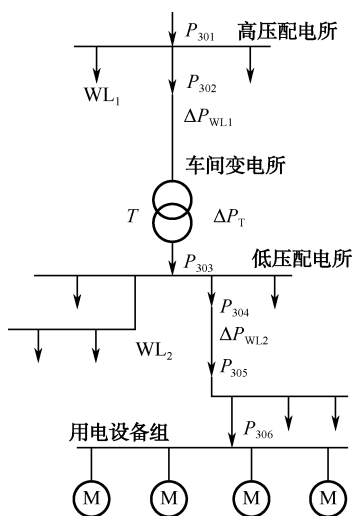 P301
高压配电所
P302
WL1
ΔPWL1
车间变电所
T
ΔPT
P303
低压配电所
P304
WL2
ΔPWL2
P305
用电设备组
P306
M M M M